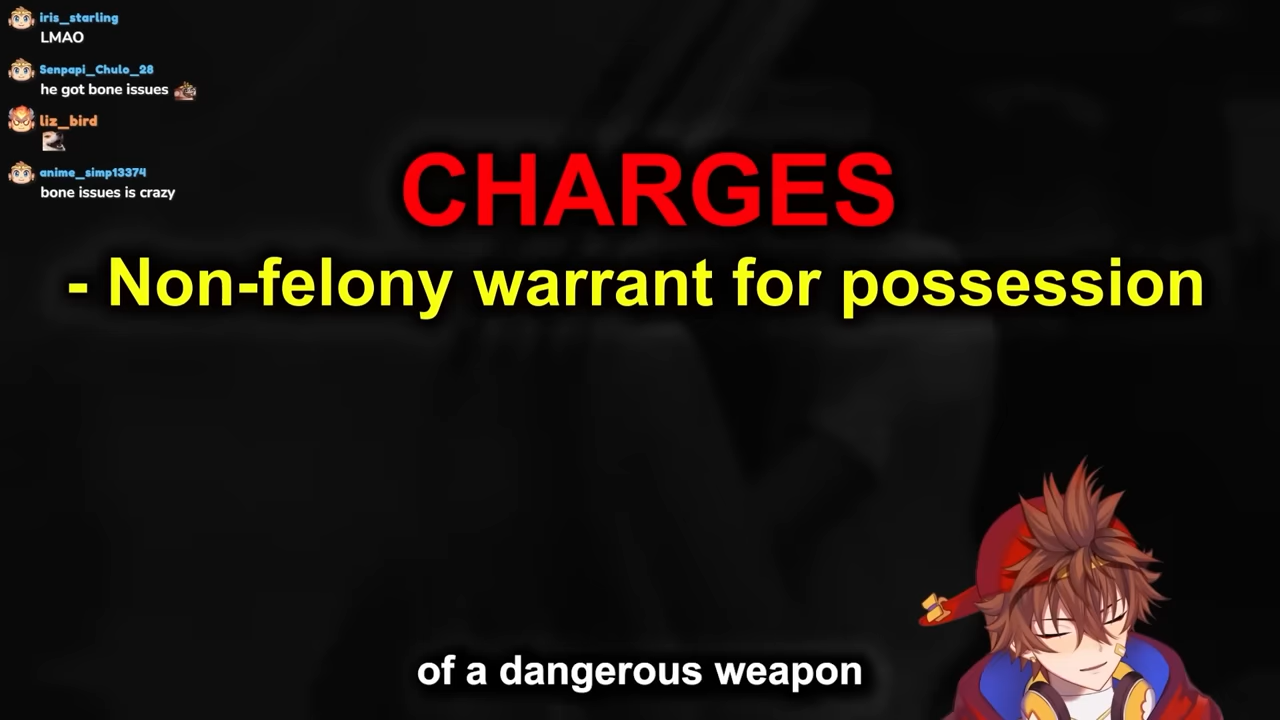 iris_starling
LMAO
Senpapi_Chulo_28
he got bone issues
liz_bird
anime_simp13374
bone issues is crazy
CHARGES
- Non-felony warrant for possession
of a dangerous weapon